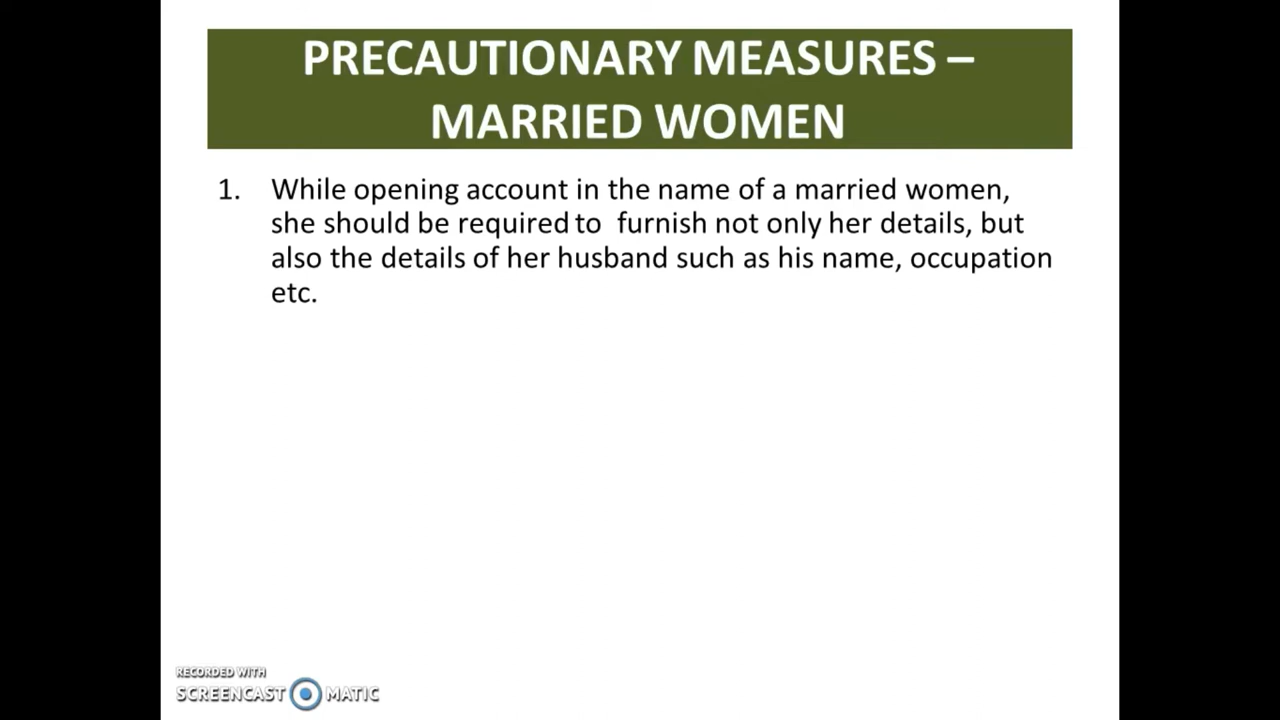 PRECAUTIONARY MEASURES –
MARRIED WOMEN
1. While opening account in the name of a married women,
she should be required to furnish not only her details, but
also the details of her husband such as his name, occupation
etc.
RECORDED WITH
SCREENCAST MATIC